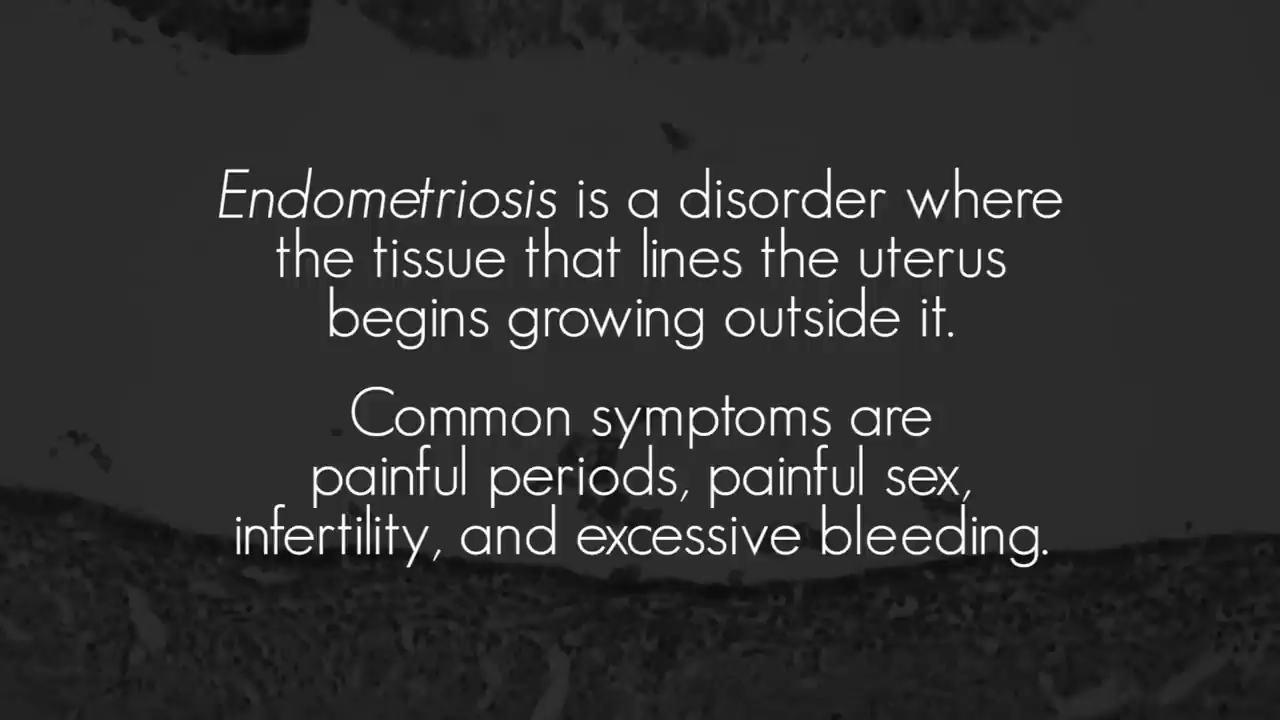 Endometriosis is a disorder where
the tissue that lines the uterus
begins growing outside it.
Common symptoms are
painful periods, painful sex,
infertility, and excessive bleeding.